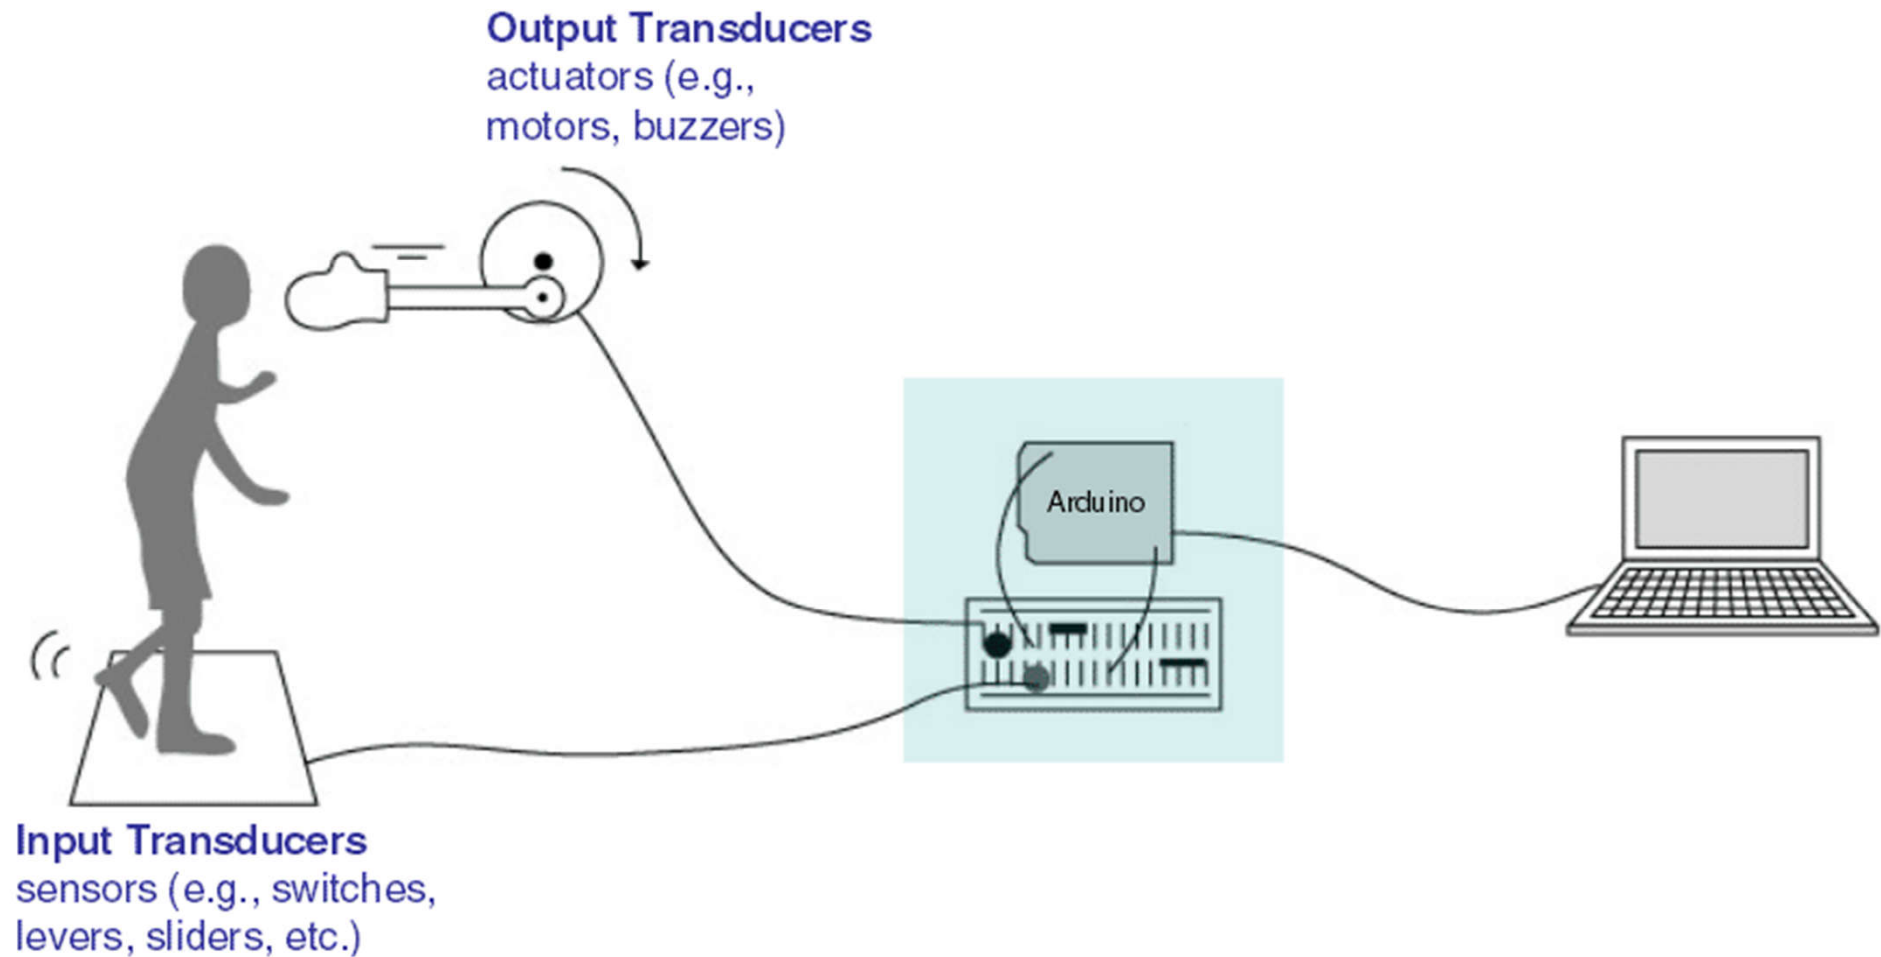 Output Transducers
actuators (e.g.,
motors, buzzers)
Arduino
Input Transducers
sensors (e.g., switches,
levers, sliders, etc.)